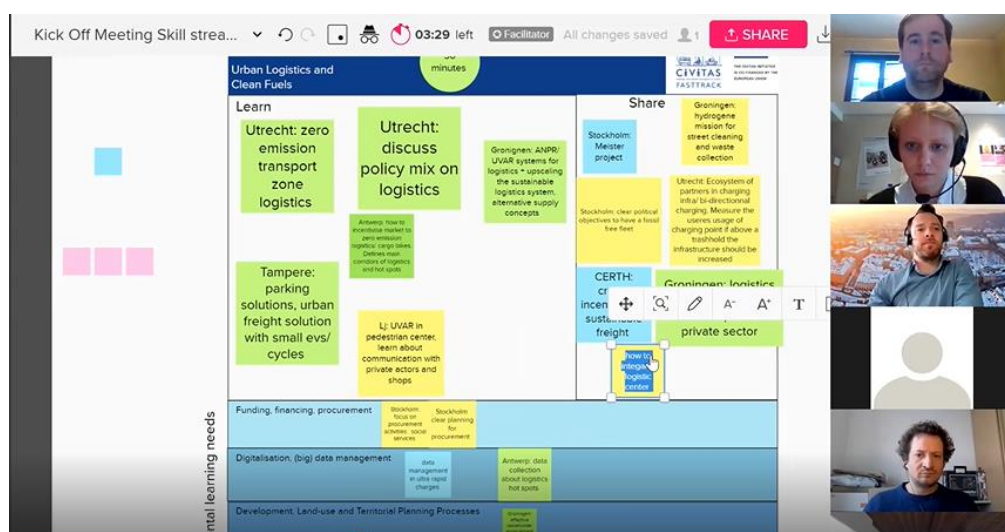 Kick Off Meeting Skill strea...
03:29 left
Facilitator
All changes saved
1
SHARE
Urban Logistics and
Clean Fuels
minutes
CIVITAS
FASTTRACK
Learn
Utrecht: zero
emission
transport
zone
logistics
Utrecht:
discuss
policy mix on
logistics
Grongnen: ANPR/
UVAR systems for
logistics + upscaling
the sustainable
logistics system,
alternative supply
concepts
Antwerp: how to
incentivise market to
zero emission
logistics/ cargo
Defines main
corridors of logistics
and hot spots
Tampere:
parking
solutions, urban
freight solution
with small evs/
cycles
Lj: UVAR in
pedestrian center,
learn about
communication with
private actors and
shops
Share
Stockholm:
Meister
project
Groningen:
hydrogene
mission for
street cleaning
and waste
collection
Stockholm: clear political
objectives to have a fossil
free fleet
Utrecht: Ecosystem of
partners in charging
infra/ bi-directionnal
charging. Measure the
useres usage of
charging point if above a
trashhold the
infrastructure should be
increased
CERTH:
sustainable
freight
Groningen: logistics
private sector
A-
A+
T
how to
logistic
center
ntal learning needs
Funding, financing, procurement
Stockholm:
focus on
procurement
activities social
services
Stockholm
clear planning
for
procurement
Digitalisation, (big) data management
data
management
in ultra rapid
charges
Antwerp: data
collection
about logistics
hot spots
Development, Land-use and Territorial Planning Processes
Groningen
effective